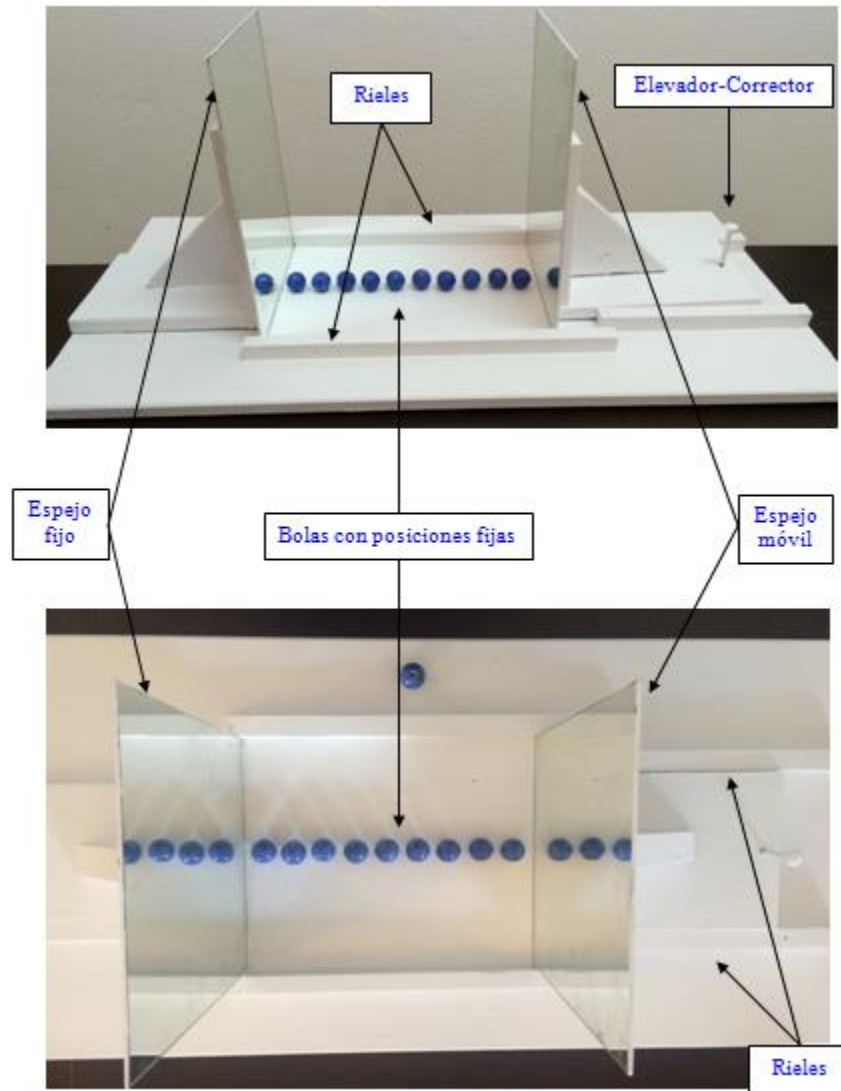 Rieles
Elevador-Corrector
Espejo
fijo
Bolas con posiciones fijas
Espejo
móvil
Rieles